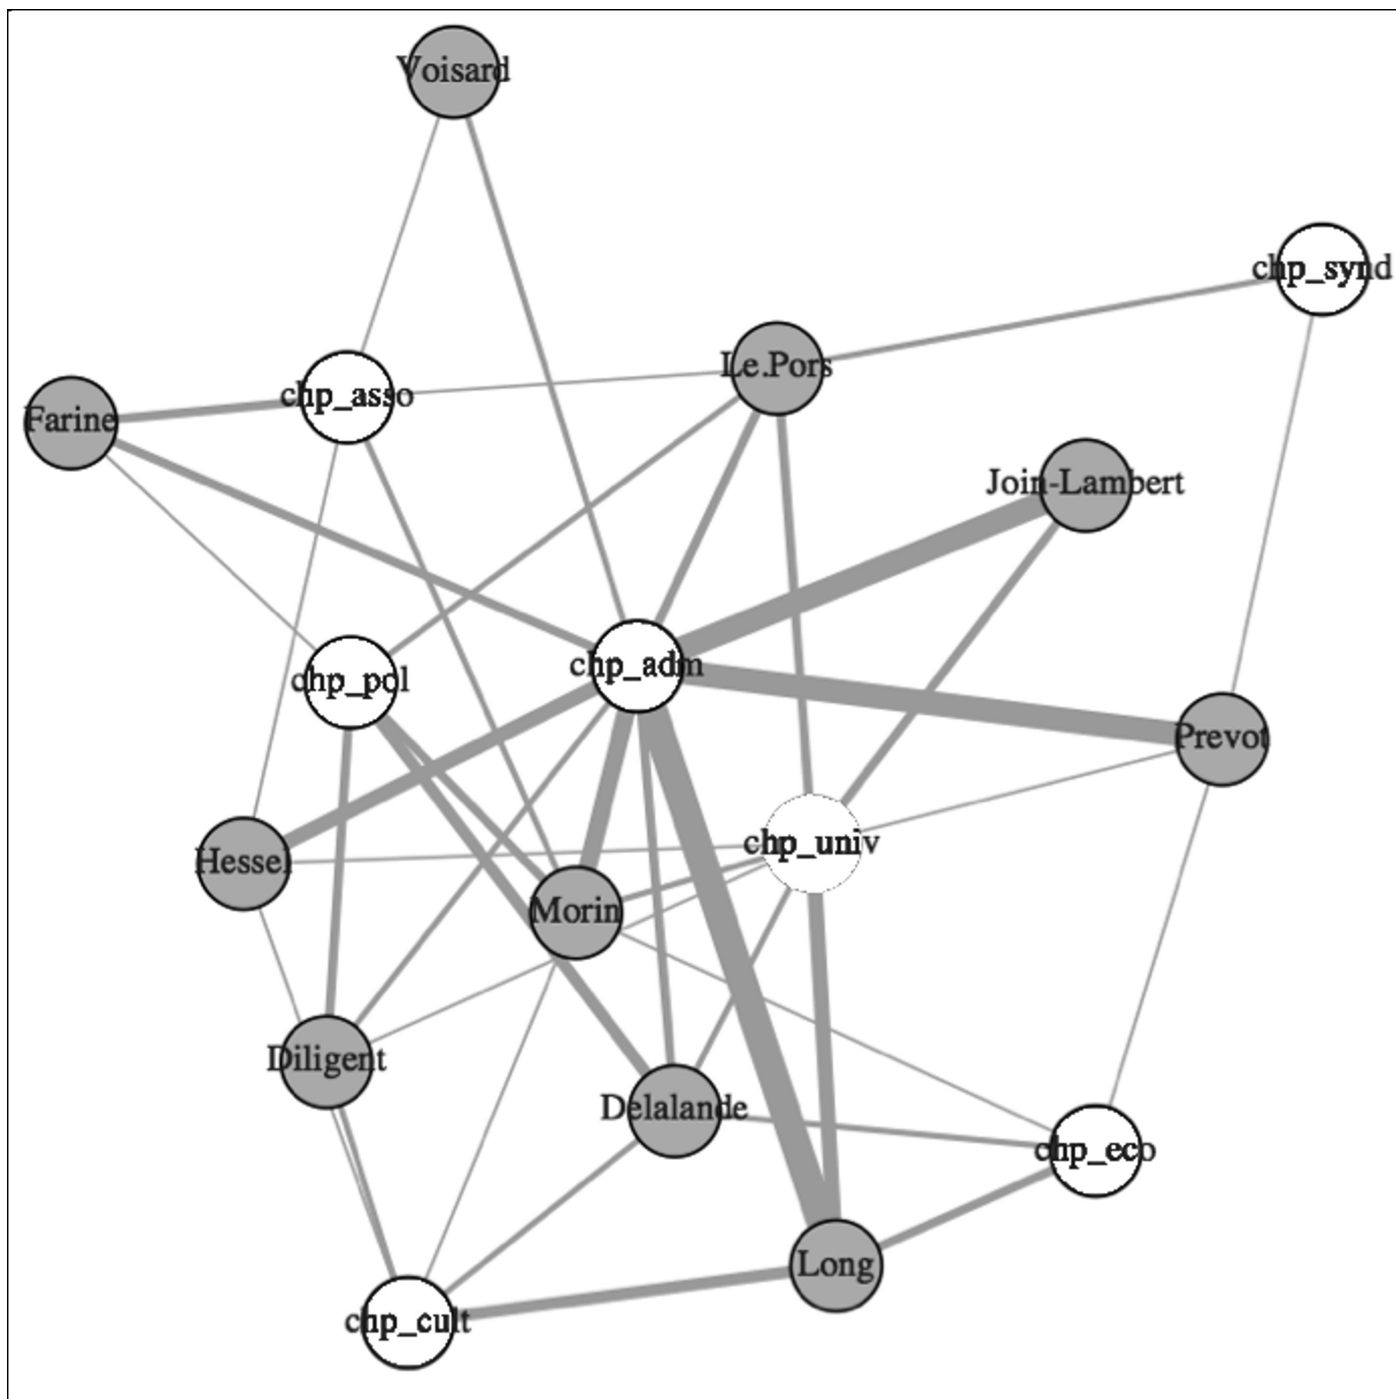 Voisard
chp_synd
Le.Pors
chp_asso
Farine
Join-Lambert
chp_adm
chp_pol
Prevot
chp_univ
Hessel
Morin
Diligent
Delalande
chp_eco
Long
chp_cult